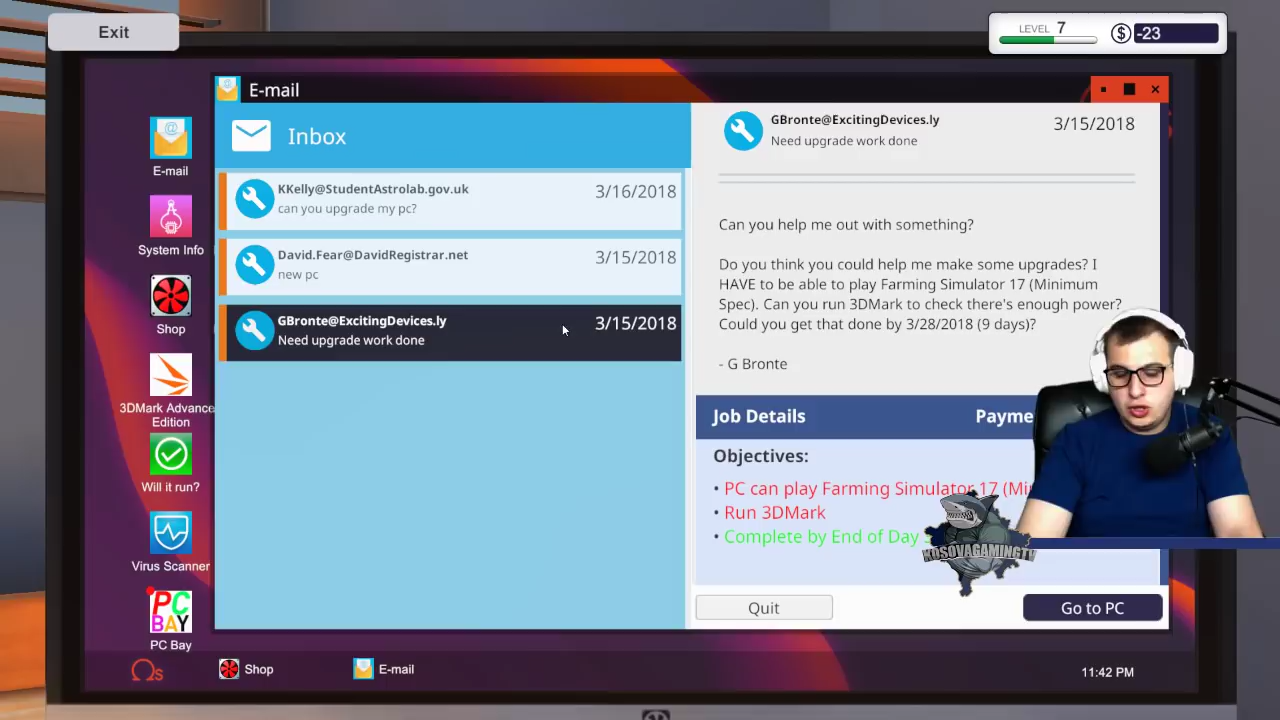 Exit
LEVEL 7
$ -23
E-mail
Inbox
KKelly@StudentAstrolab.gov.uk
can you upgrade my pc?
3/16/2018
David.Fear@DavidRegistrar.net
new pc
3/15/2018
GBronte@ExcitingDevices.ly
Need upgrade work done
3/15/2018
GBronte@ExcitingDevices.ly
Need upgrade work done
3/15/2018
Can you help me out with something?
Do you think you could help me make some upgrades? I
HAVE to be able to play Farming Simulator 17 (Minimum
Spec). Can you run 3DMark to check there's enough power?
Could you get that done by 3/28/2018 (9 days)?
- G Bronte
Job Details
Objectives:
• PC can play Farming Simulator 17
• Run 3DMark
• Complete by End of Day
Quit
Go to PC
E-mail
System Info
Shop
3DMark Advance
Edition
Will it run?
Virus Scanner
PC
BAY
PC Bay
Ωs
Shop
E-mail
11:42 PM
KOSOVAGAMINGTV